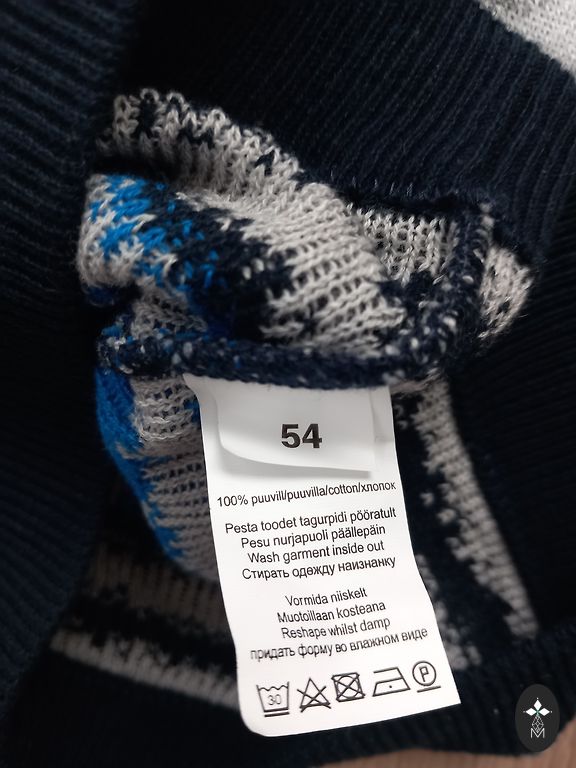 54
100% puuvill/puuvilla/cotton/хлопок
Pesta toodet tagurpidi pööratult
Pesu nurjapuoli päällepäin
Wash garment inside out
Стирать одежду наизнанку
Vormida niiskelt
Muotoillaan kosteana
Reshape whilst damp
придать форму во влажном виде
30
P
M